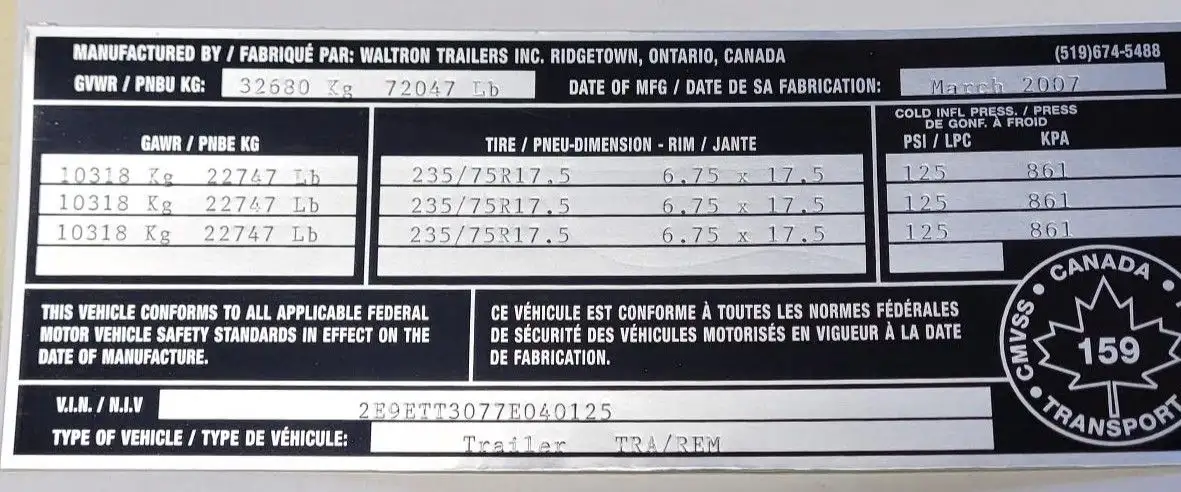 MANUFACTURED BY / FABRIQUÉ PAR: WALTRON TRAILERS INC. RIDGETOWN, ONTARIO, CANADA (519)674-5488
GVWR / PNBU KG: 32680 Kg 72047 Lb DATE OF MFG / DATE DE SA FABRICATION: March 2007
COLD INFL PRESS. / PRESS
DE GONF. À FROID
GAWR / PNBE KG TIRE / PNEU-DIMENSION - RIM / JANTE PSI / LPC KPA
10318 Kg 22747 Lb 235/75R17.5 6.75 x 17.5 125 861
10318 Kg 22747 Lb 235/75R17.5 6.75 x 17.5 125 861
10318 Kg 22747 Lb 235/75R17.5 6.75 x 17.5 125 861
THIS VEHICLE CONFORMS TO ALL APPLICABLE FEDERAL
MOTOR VEHICLE SAFETY STANDARDS IN EFFECT ON THE
DATE OF MANUFACTURE.
CE VÉHICULE EST CONFORME À TOUTES LES NORMES FÉDÉRALES
DE SÉCURITÉ DES VÉHICULES MOTORISÉS EN VIGUEUR À LA DATE
DE FABRICATION.
CANADA
CMVSS
159
TRANSPORT
V.I.N. / N.I.V 2E9ETT3077E040125
TYPE OF VEHICLE / TYPE DE VÉHICULE: Trailer TRA/REM